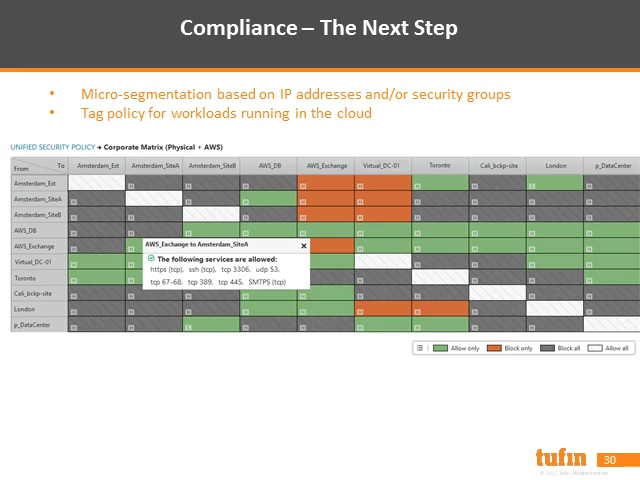 Compliance – The Next Step
• Micro-segmentation based on IP addresses and/or security groups
• Tag policy for workloads running in the cloud
UNIFIED SECURITY POLICY → Corporate Matrix (Physical + AWS)
From To Amsterdam_Ext Amsterdam_SiteA Amsterdam_SiteB AWS_DB AWS_Exchange Virtual_DC-01 Toronto Cali_bckp-site London p_DataCenter
Amsterdam_Ext
Amsterdam_SiteA
Amsterdam_SiteB
AWS_DB
AWS_Exchange
Virtual_DC-01
Toronto
Cali_bckp-site
London
p_DataCenter
AWS_Exchange to Amsterdam_SiteA ×
The following services are allowed:
https (tcp), ssh (tcp), tcp 3306, udp 53,
tcp 67-68, tcp 389, tcp 445, SMTPS (tcp)
Allow only Block only Block all Allow all
tufin 30